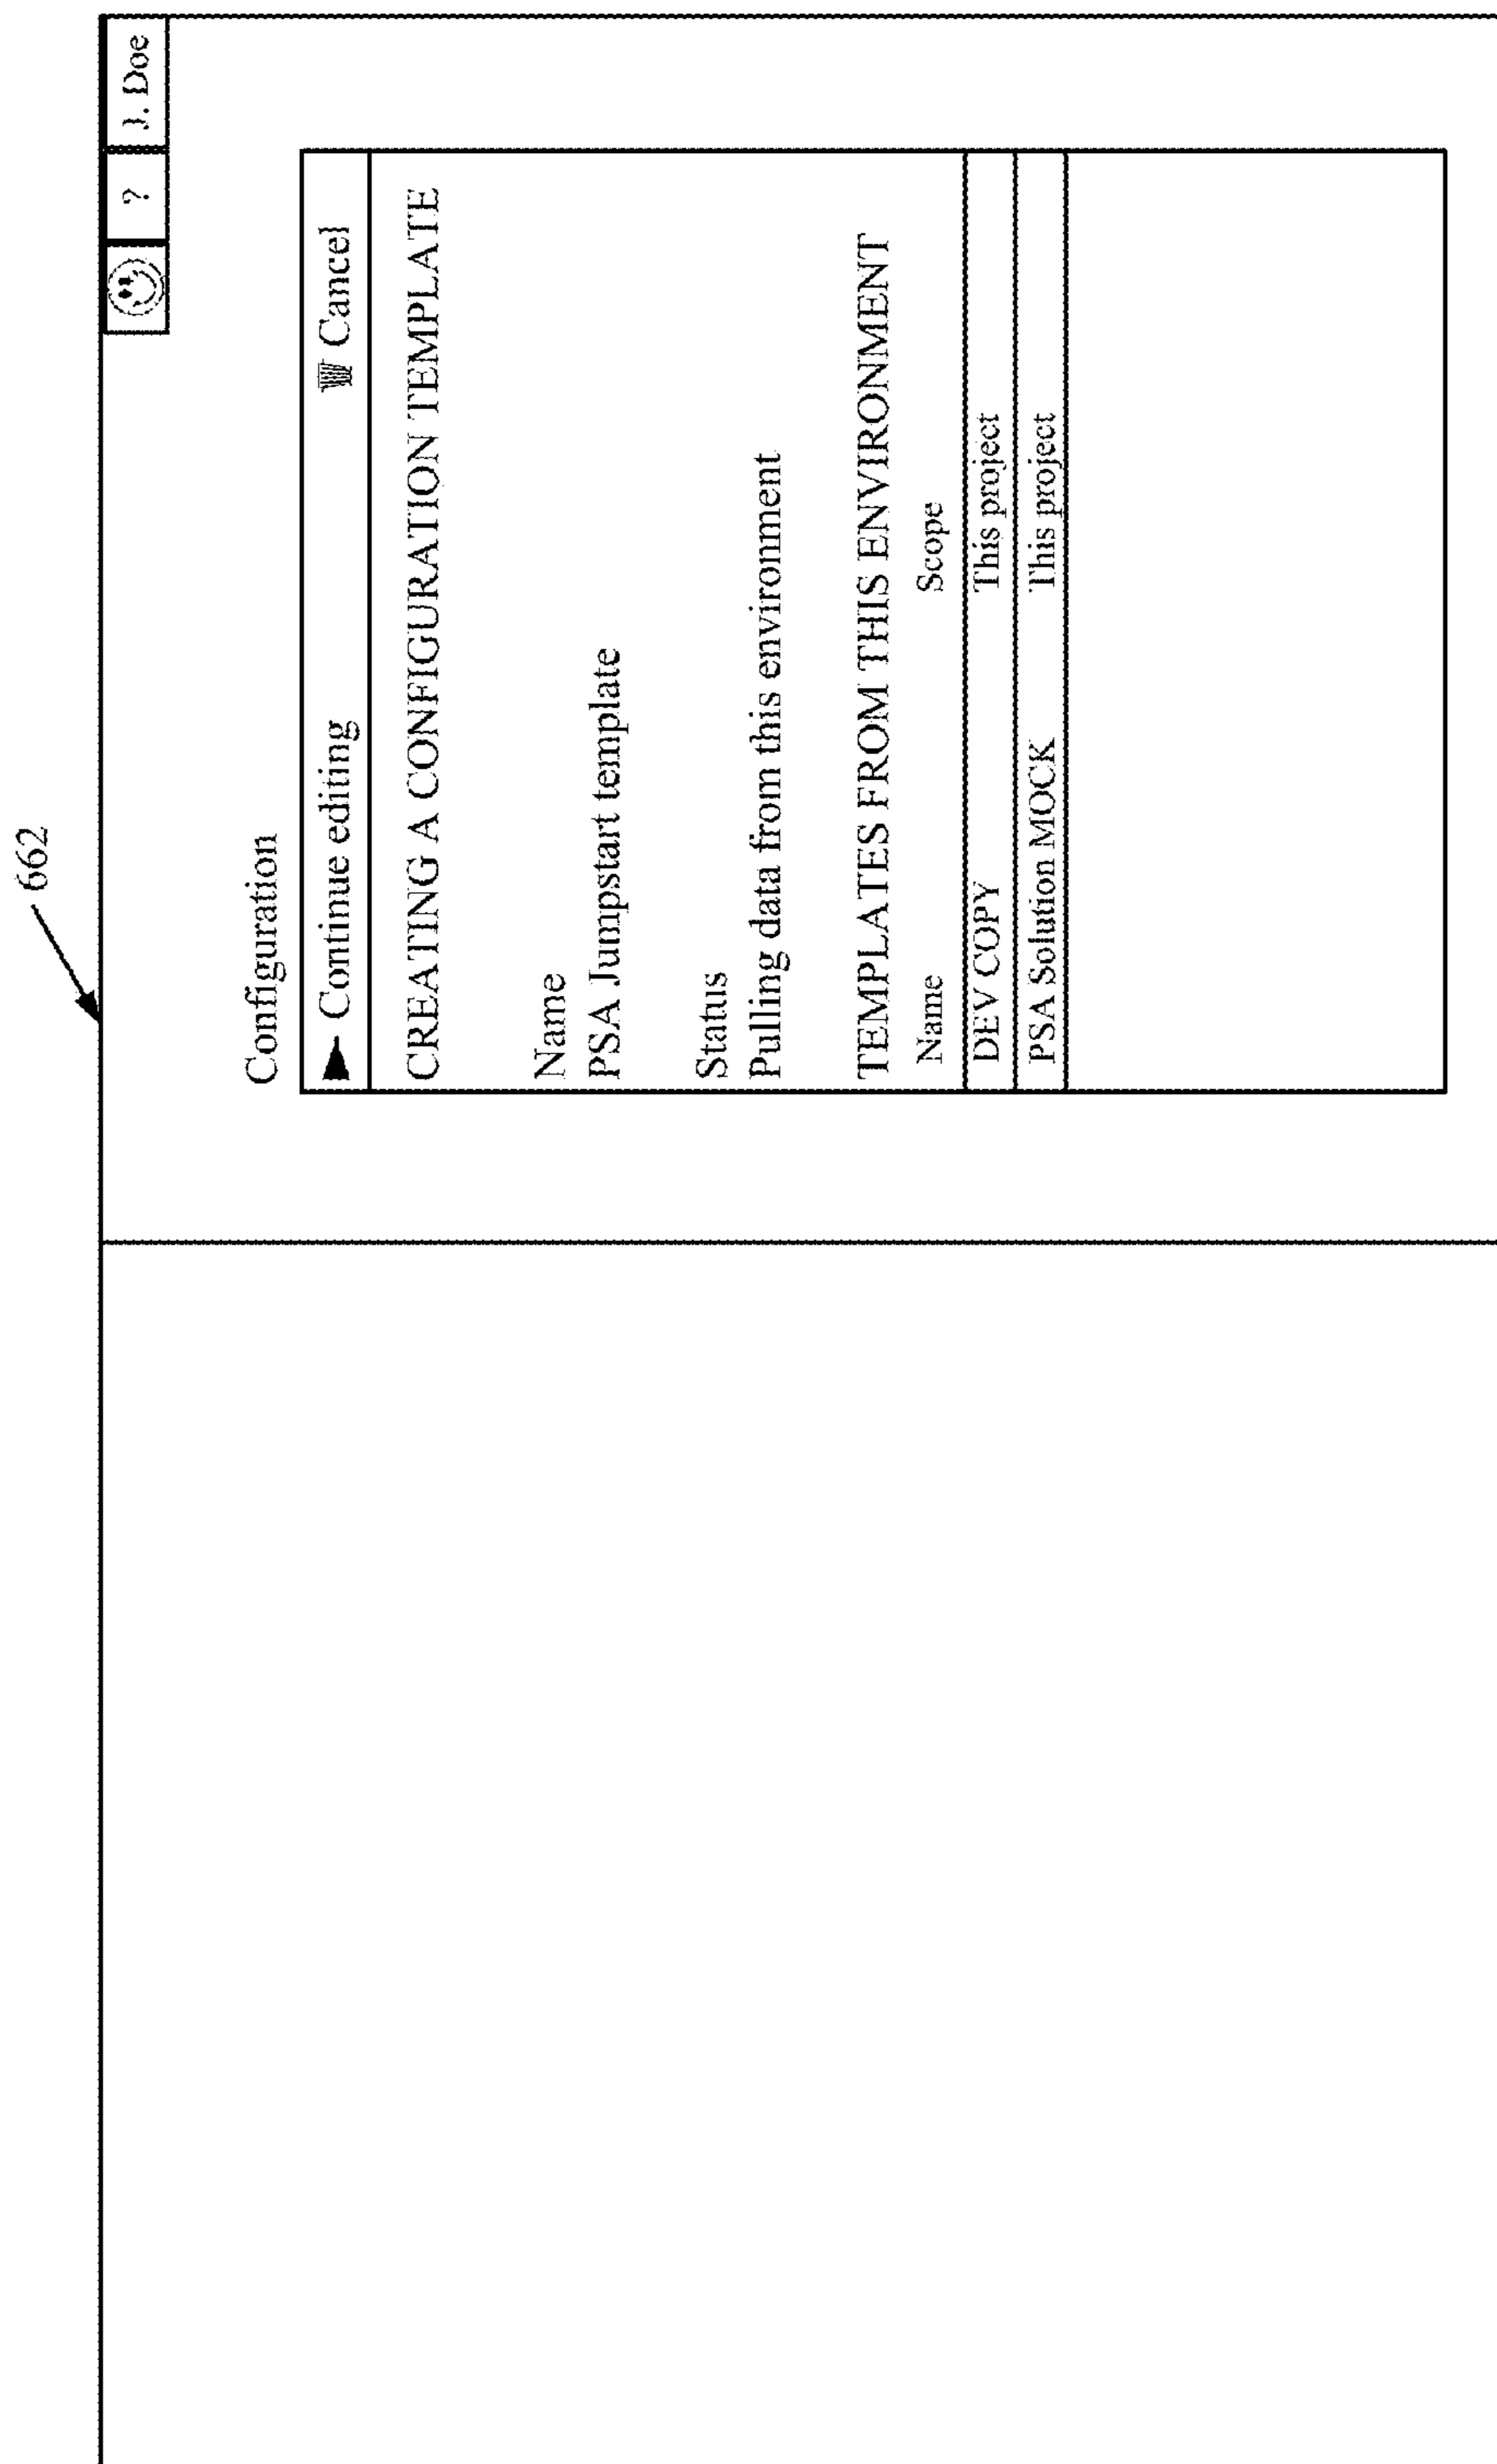 662
? J. Doe
Configuration
Continue editing Cancel
CREATING A CONFIGURATION TEMPLATE
Name
PSA Jumpstart template
Status
Pulling data from this environment
TEMPLATES FROM THIS ENVIRONMENT
Name Scope
DEV COPY This project
PSA Solution MOCK This project